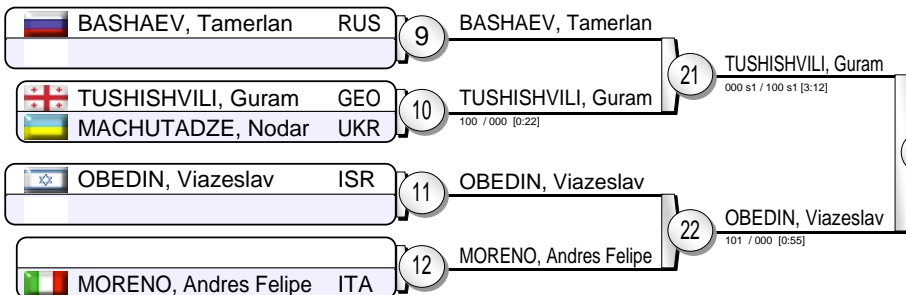 BASHAEV, Tamerlan RUS
9
BASHAEV, Tamerlan
TUSHISHVILI, Guram GEO
MACHUTADZE, Nodar UKR
10
TUSHISHVILI, Guram
100 / 000 [0:22]
21
TUSHISHVILI, Guram
000 s1 / 100 s1 [3:12]
OBEDIN, Viazeslav ISR
11
OBEDIN, Viazeslav
MORENO, Andres Felipe ITA
12
MORENO, Andres Felipe
22
OBEDIN, Viazeslav
101 / 000 [0:55]